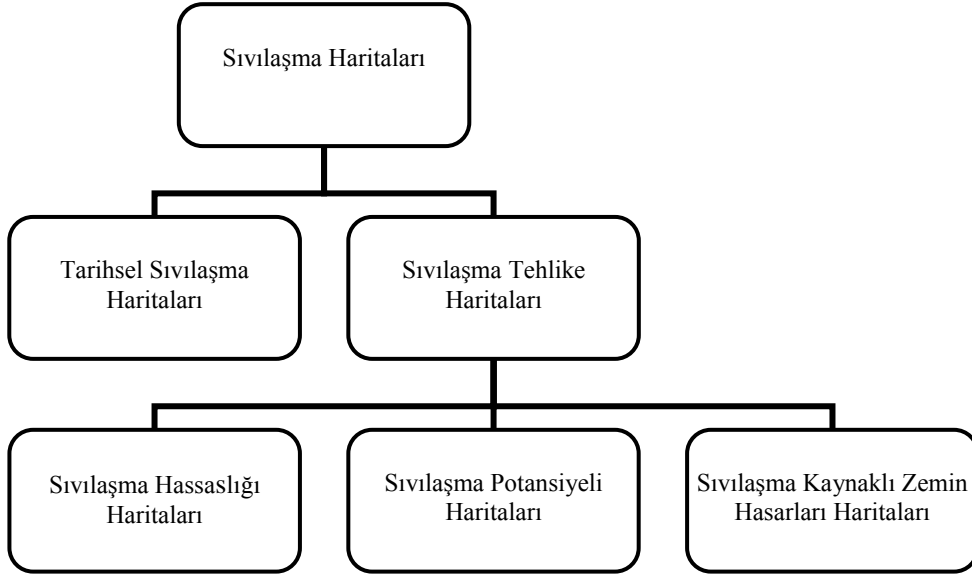 Sıvılaşma Haritaları
Tarihsel Sıvılaşma
Haritaları
Sıvılaşma Tehlike
Haritaları
Sıvılaşma Hassaslığı
Haritaları
Sıvılaşma Potansiyeli
Haritaları
Sıvılaşma Kaynaklı Zemin
Hasarları Haritaları